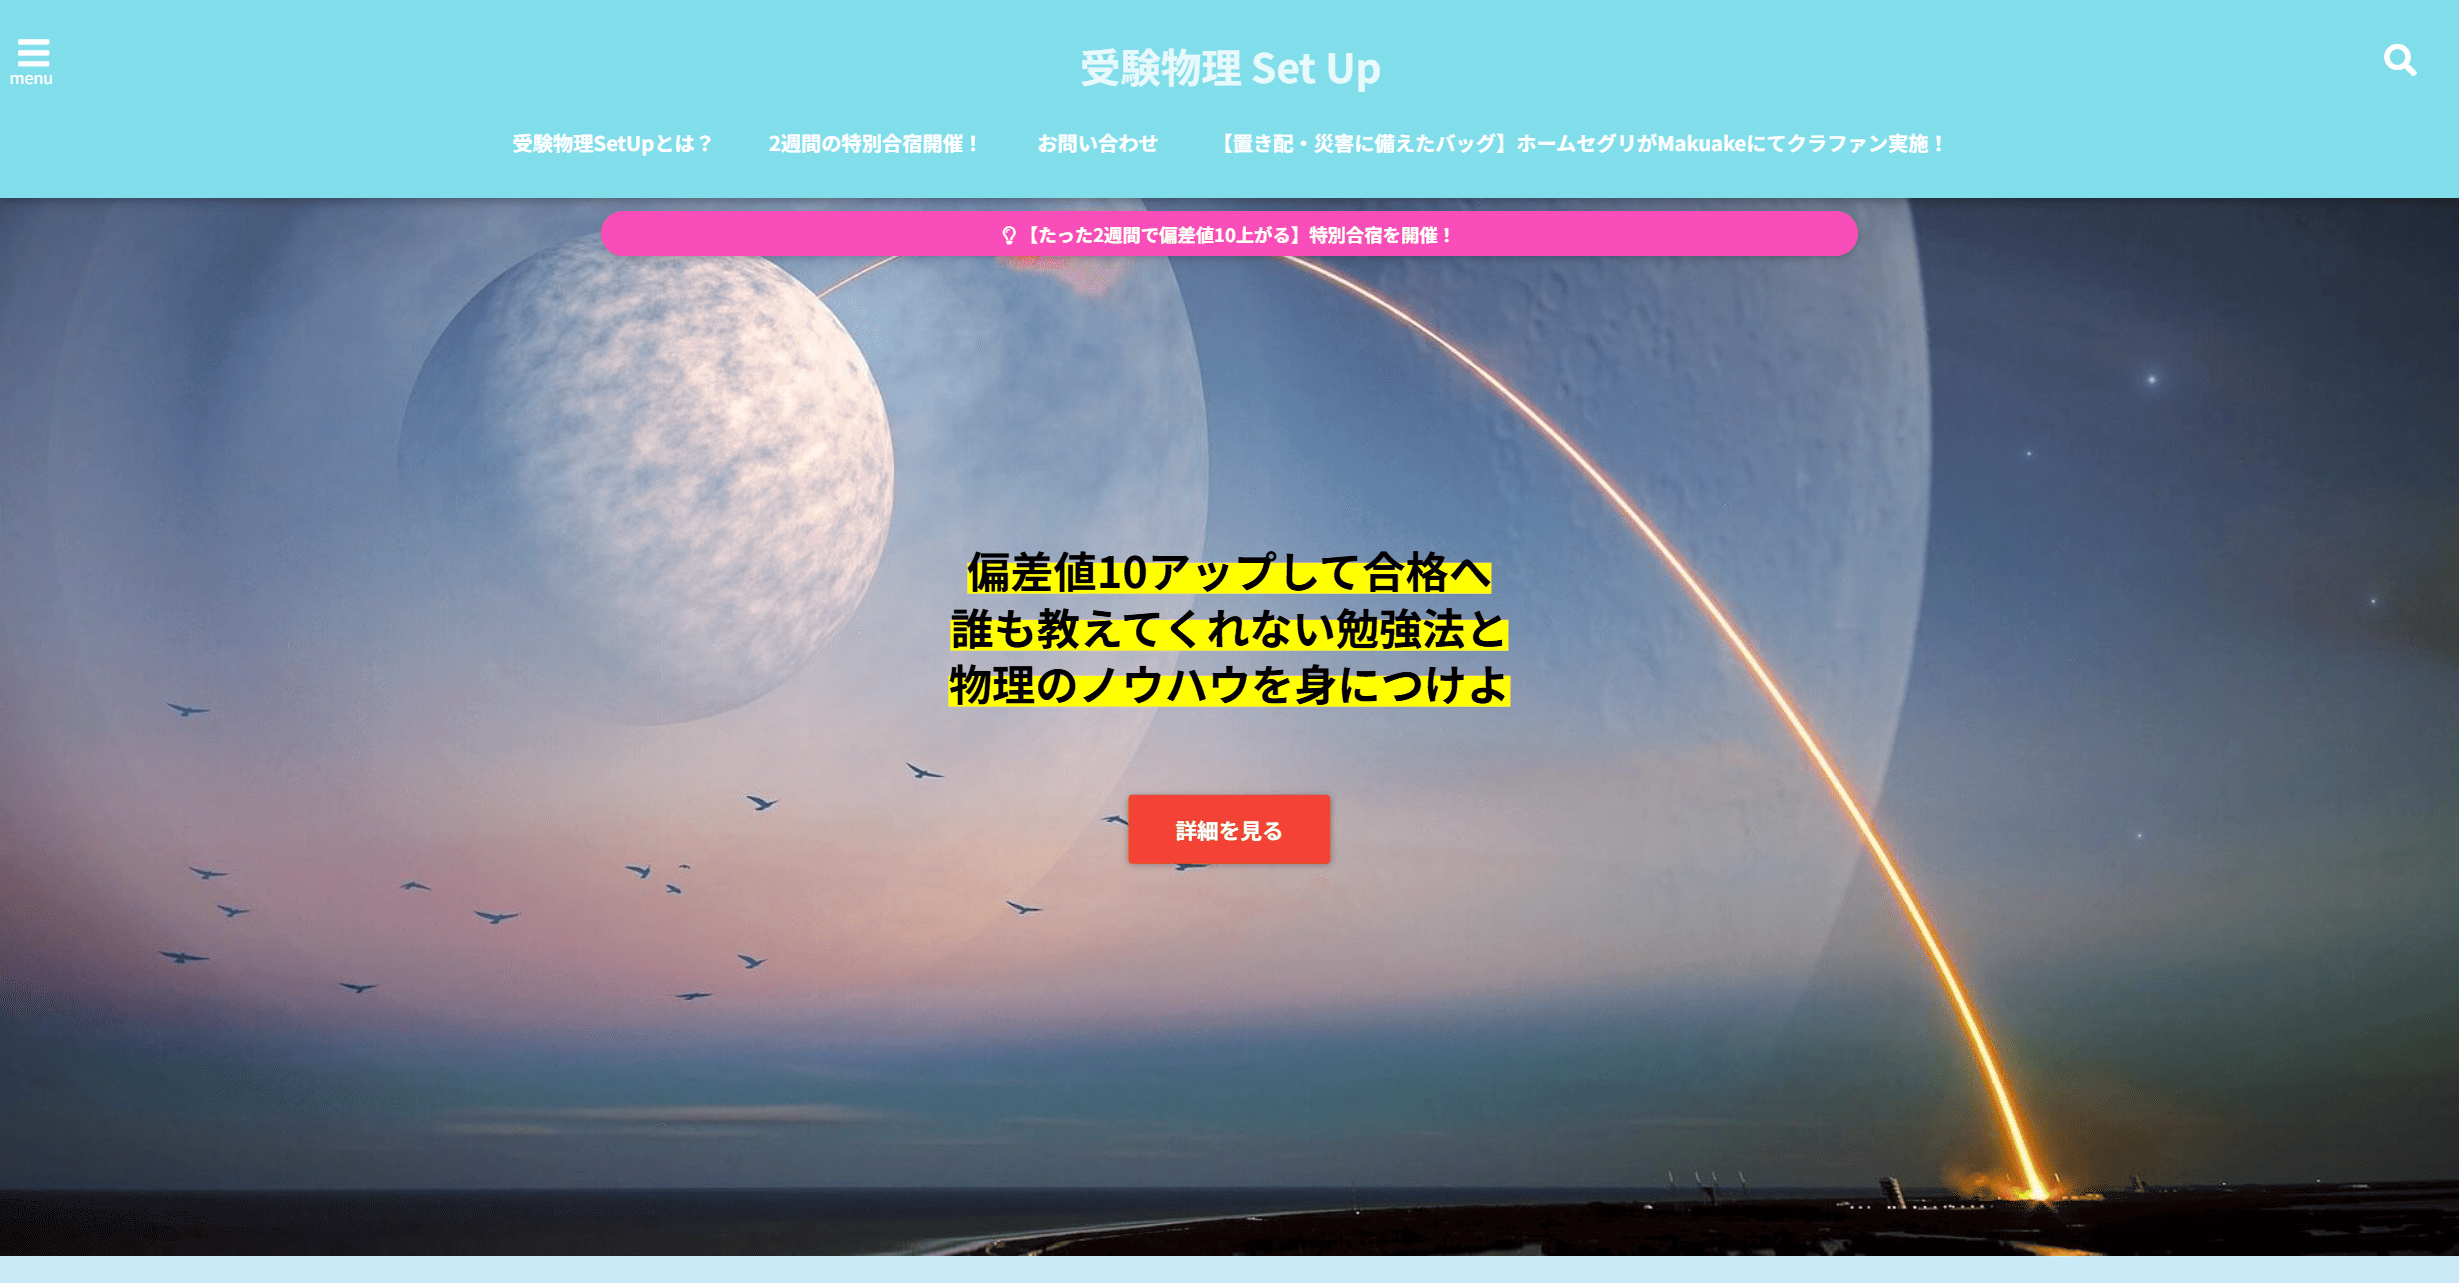 menu
受験物理 Set Up
受験物理SetUpとは？
2週間の特別合宿開催！
お問い合わせ
【置き配・災害に備えたバッグ】ホームセグリがMakuakeにてクラファン実施！
【たった2週間で偏差値10上がる】特別合宿を開催！
偏差値10アップして合格へ
誰も教えてくれない勉強法と
物理のノウハウを身につけよ
詳細を見る